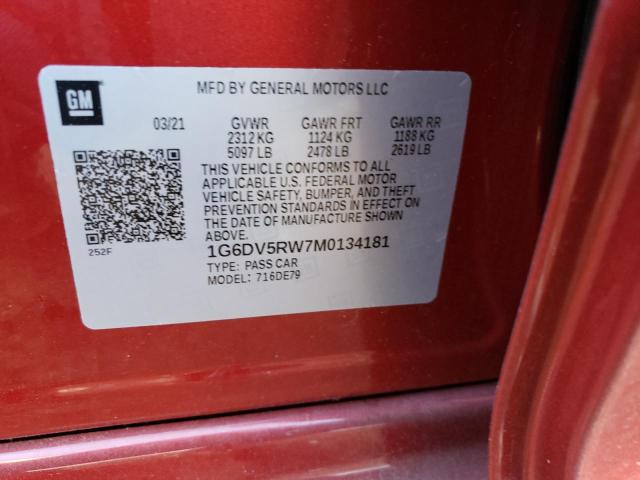 GM
MFD BY GENERAL MOTORS LLC
03/21 GVWR GAWR FRT GAWR RR
2312 KG 1124 KG 1188 KG
5097 LB 2478 LB 2619 LB
THIS VEHICLE CONFORMS TO ALL
APPLICABLE U.S. FEDERAL MOTOR
VEHICLE SAFETY, BUMPER, AND THEFT
PREVENTION STANDARDS IN EFFECT ON
THE DATE OF MANUFACTURE SHOWN
ABOVE.
252F
1G6DV5RW7M0134181
TYPE: PASS CAR
MODEL: 716DE79